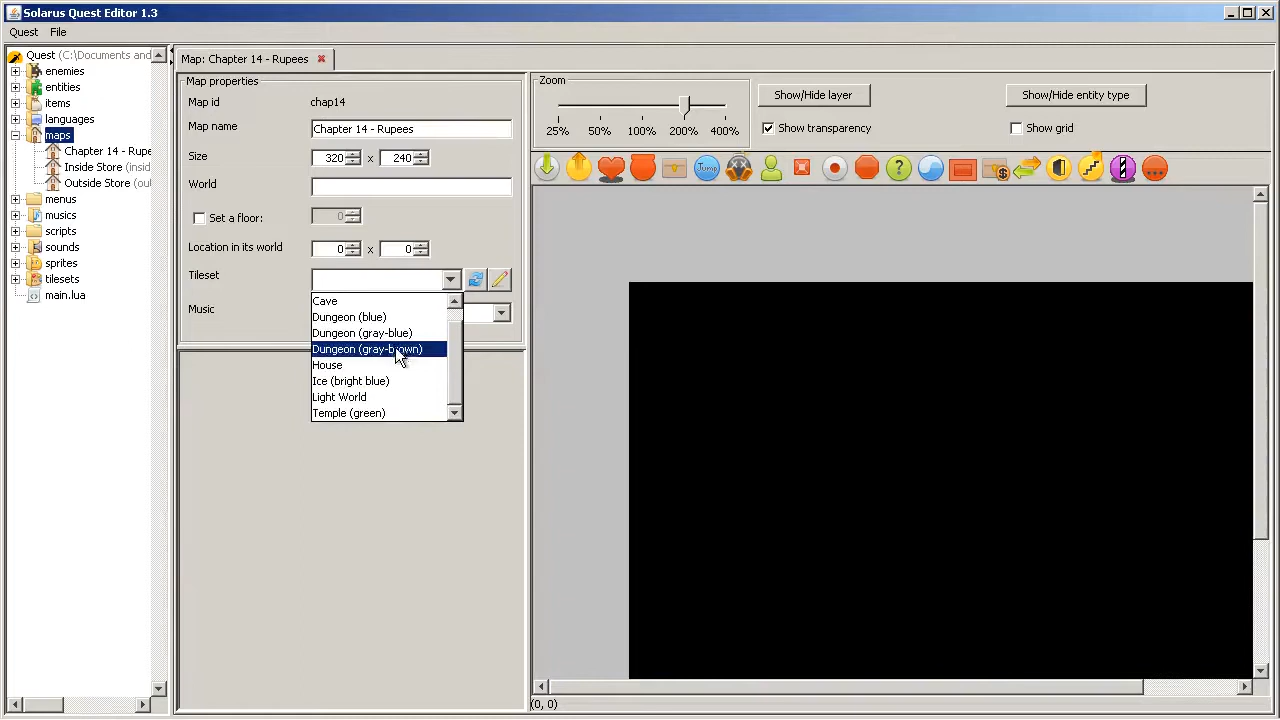 Solarus Quest Editor 1.3
Quest File
Quest (C:\Documents and
enemies
entities
items
languages
maps
Chapter 14 - Rupe
Inside Store (insid
Outside Store (ou
menus
musics
scripts
sounds
sprites
tilesets
main.lua
Map: Chapter 14 - Rupees
Map properties
Map id chap14
Map name Chapter 14 - Rupees
Size 320 x 240
World
Set a floor: 0
Location in its world 0 x 0
Tileset
Music
Cave
Dungeon (blue)
Dungeon (gray-blue)
Dungeon (gray-brown)
House
Ice (bright blue)
Light World
Temple (green)
Zoom
25% 50% 100% 200% 400%
Show/Hide layer
Show transparency
Show/Hide entity type
Show grid
Jump
?
$
...
(0, 0)